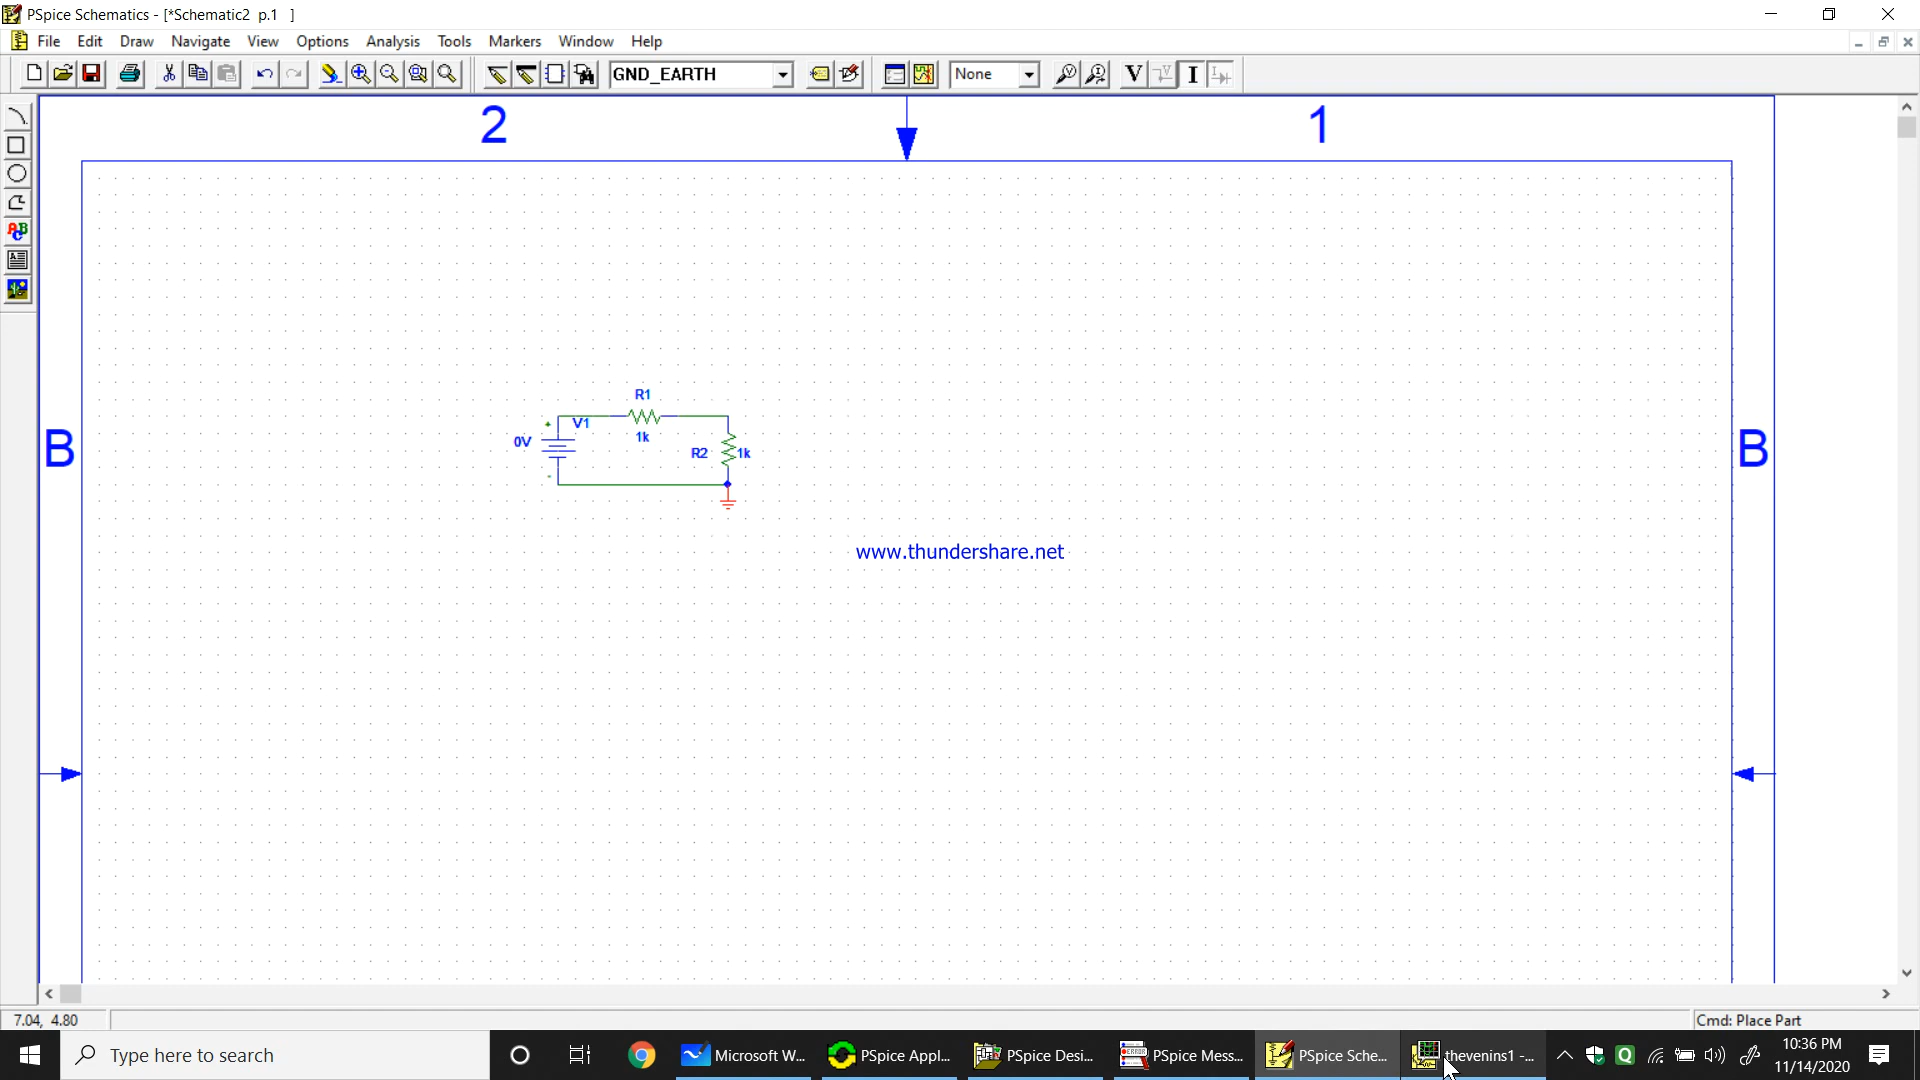 PSpice Schematics - [*Schematic2  p.1    ]
File Edit Draw Navigate View Options Analysis Tools Markers Window Help
GND_EARTH None V I
2 1
ABC
R1
V1
0V + 1k
B R2 1k B
-
www.thundershare.net
7.04, 4.80 Cmd: Place Part
Type here to search Microsoft W... PSpice Appl... PSpice Desi... PSpice Mess... PSpice Sche... thevenins1 -... 10:36 PM
11/14/2020